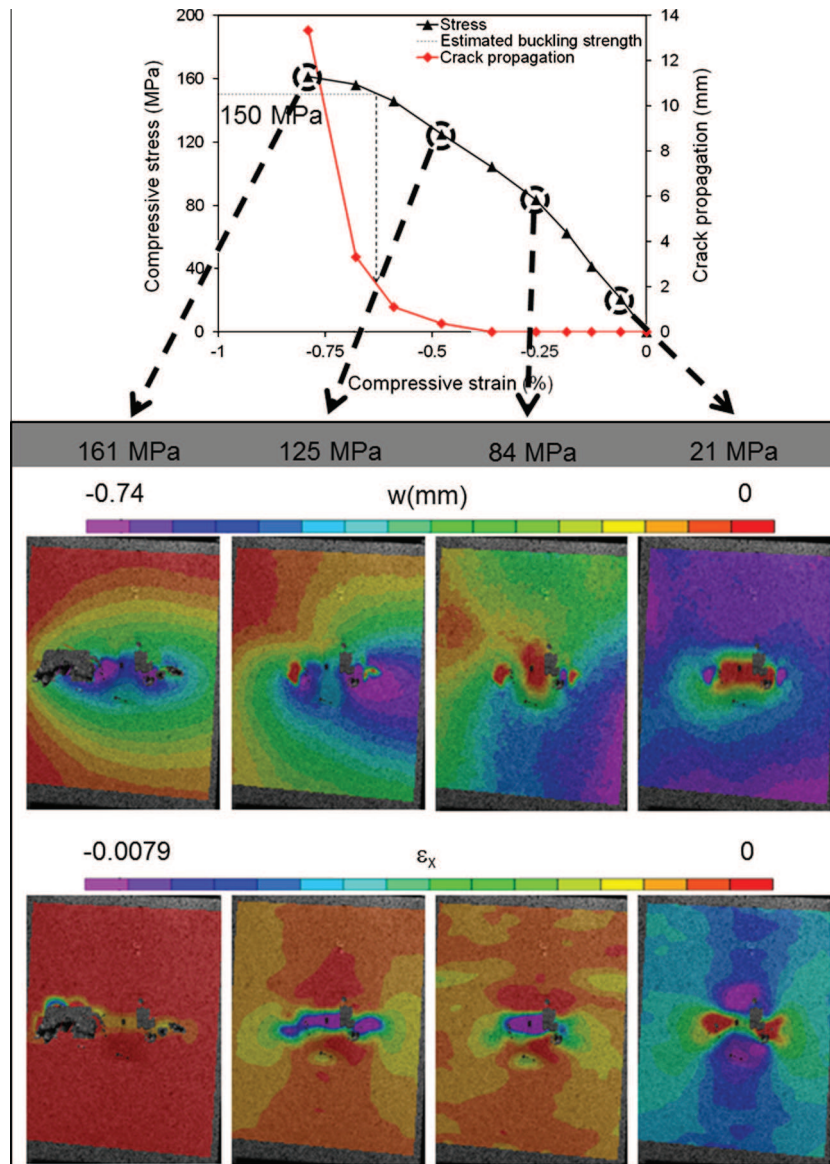 200
160
120
80
40
0
Compressive stress (MPa)
Stress
Estimated buckling strength
Crack propagation
150 MPa
14
12
10
8
6
4
2
0
Crack propagation (mm)
-1
-0.75
-0.5
-0.25
0
Compressive strain (%)
161 MPa
125 MPa
84 MPa
21 MPa
-0.74
w(mm)
0
-0.0079
εx
0